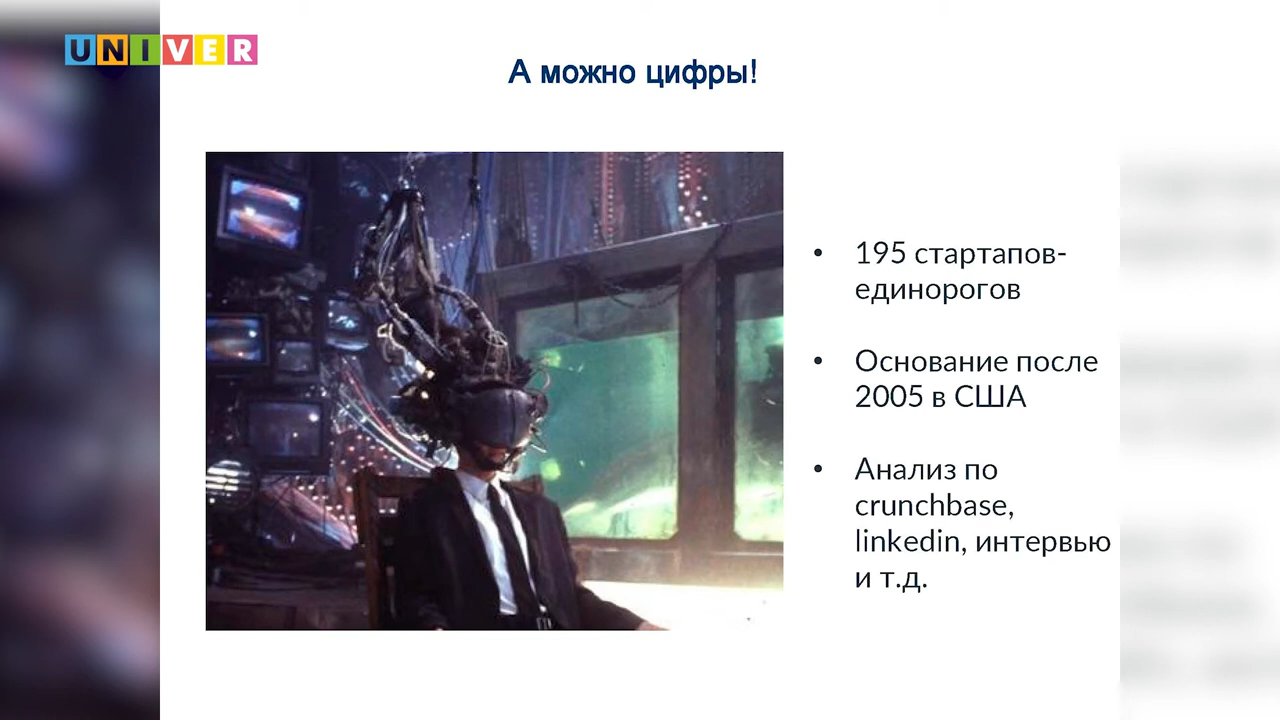 UNIVER
А можно цифры!
195 стартапов-
единорогов
Основание после
2005 в США
Анализ по
crunchbase,
linkedin, интервью
и т.д.